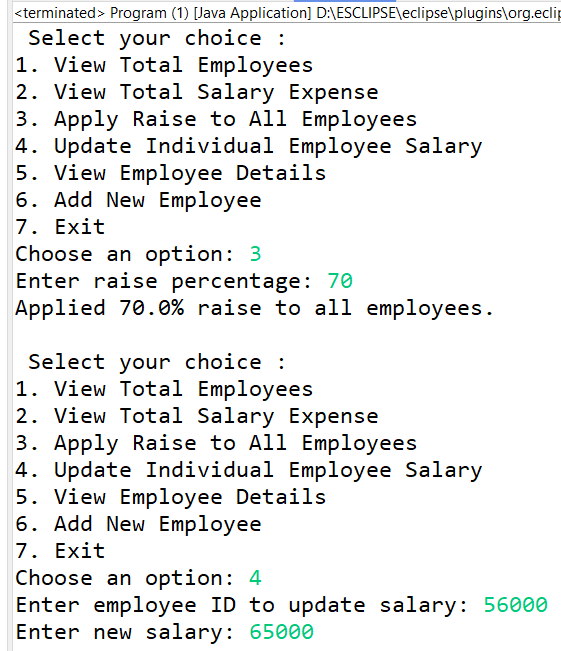 <terminated> Program (1) [Java Application] D:\ESCLIPSE\eclipse\plugins\org.eclip
Select your choice :
1. View Total Employees
2. View Total Salary Expense
3. Apply Raise to All Employees
4. Update Individual Employee Salary
5. View Employee Details
6. Add New Employee
7. Exit
Choose an option: 3
Enter raise percentage: 70
Applied 70.0% raise to all employees.
Select your choice :
1. View Total Employees
2. View Total Salary Expense
3. Apply Raise to All Employees
4. Update Individual Employee Salary
5. View Employee Details
6. Add New Employee
7. Exit
Choose an option: 4
Enter employee ID to update salary: 56000
Enter new salary: 65000